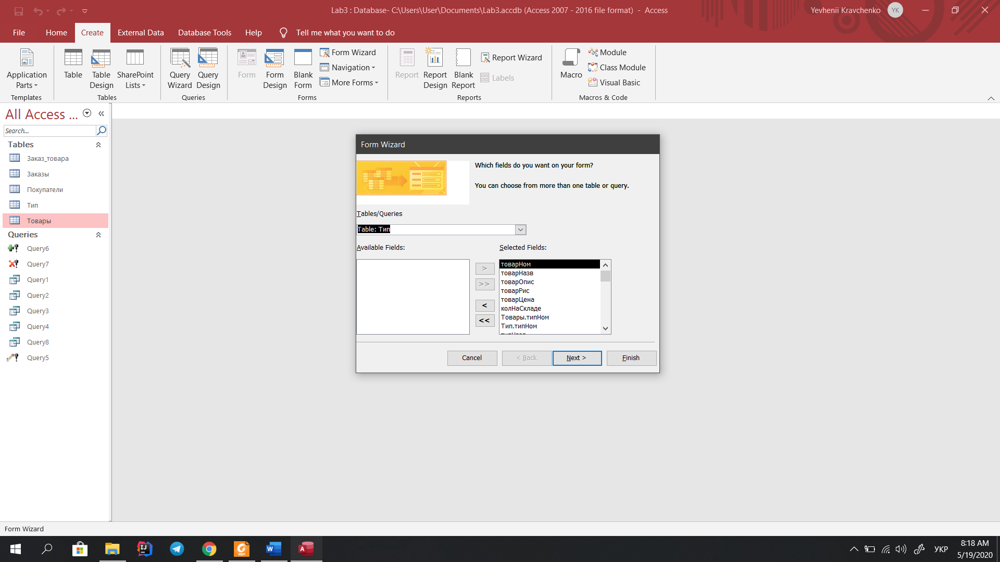 Lab3 : Database- C:\Users\User\Documents\Lab3.accdb (Access 2007 - 2016 file format) - Access
Yevhenii Kravchenko
YK
File
Home
Create
External Data
Database Tools
Help
Tell me what you want to do
Application Parts
Table
Table Design
SharePoint Lists
Query Wizard
Query Design
Form
Form Design
Blank Form
Form Wizard
Navigation
More Forms
Report
Report Design
Blank Report
Report Wizard
Labels
Macro
Module
Class Module
Visual Basic
Templates
Tables
Queries
Forms
Reports
Macros & Code
All Access ...
Search...
Tables
Заказ_товара
Заказы
Покупатели
Тип
Товары
Queries
Query6
Query7
Query1
Query2
Query3
Query4
Query8
Query5
Form Wizard
Which fields do you want on your form?
You can choose from more than one table or query.
Tables/Queries
Table: Тип
Available Fields:
Selected Fields:
>
>>
<
<<
товарНом
товарНазв
товарОпис
товарРис
товарЦена
колНаСкладе
Товары.типНом
Тип.типНом
Cancel
< Back
Next >
Finish
Form Wizard
УКР
8:18 AM
5/19/2020